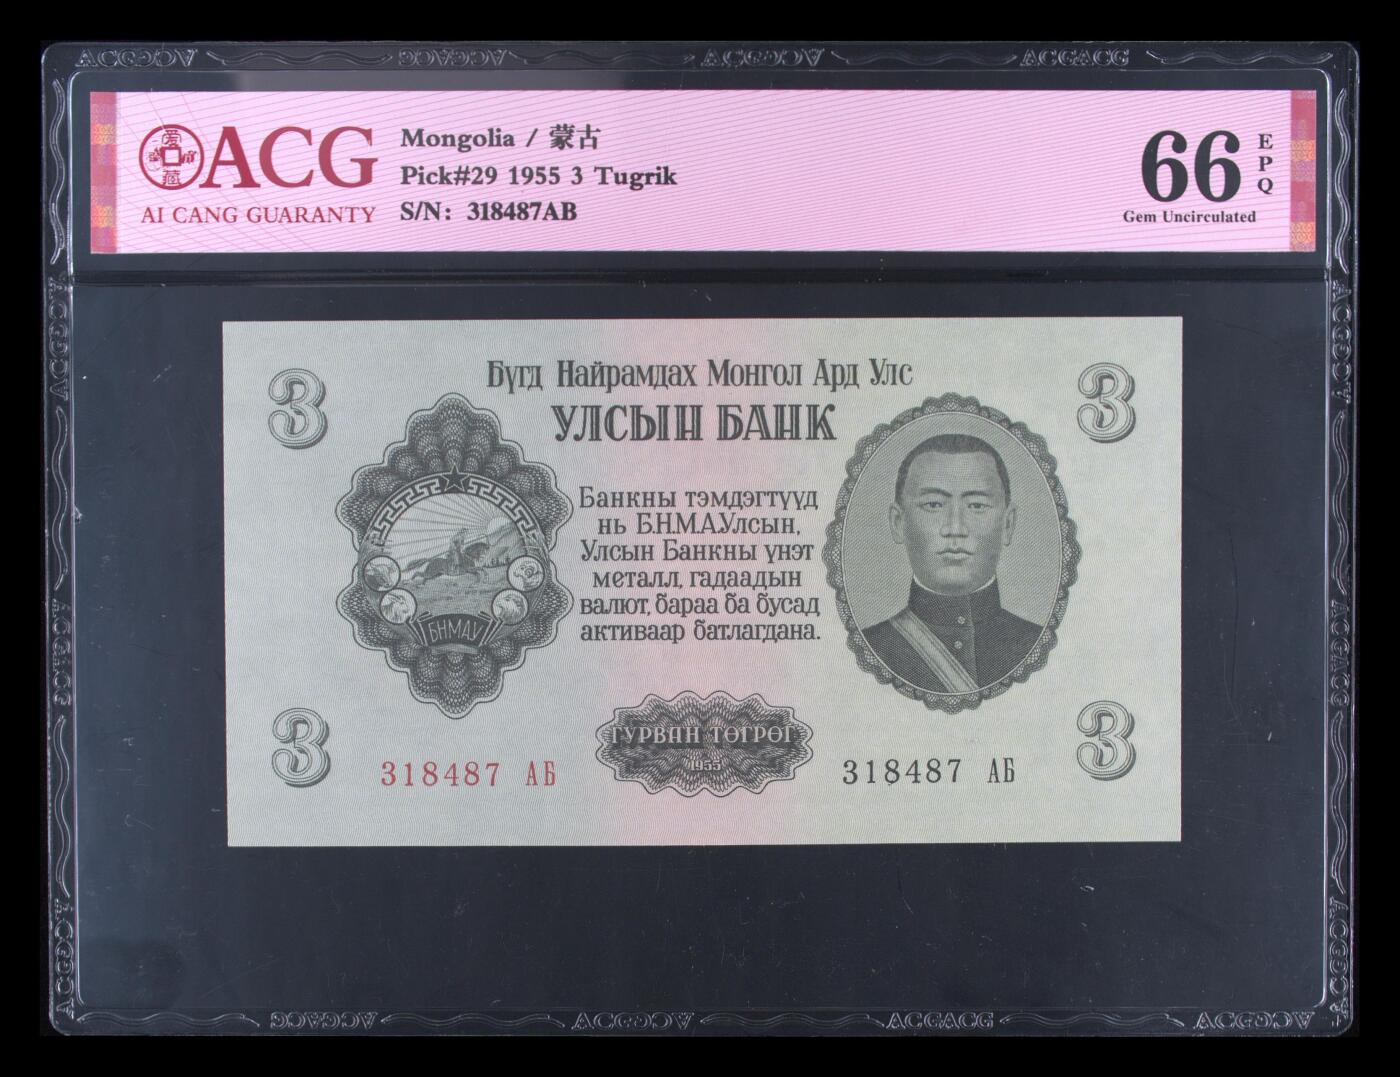 ACG
AI CANG GUARANTY
Mongolia / 蒙古
Pick#29 1955 3 Tugrik
S/N: 318487AB
66
EPQ
Gem Uncirculated
3
3
Бүгд Найрамдах Монгол Ард Улс
УЛСЫН БАНК
Банкны тэмдэгтүүд
нь Б.Н.М.А.Улсын,
Улсын Банкны үнэт
металл, гадаадын
валют, бараа ба бусад
активаар батлагдана.
БНМАУ
3
3
ГУРВАН ТӨГРӨГ
1955
318487 АБ
318487 АБ